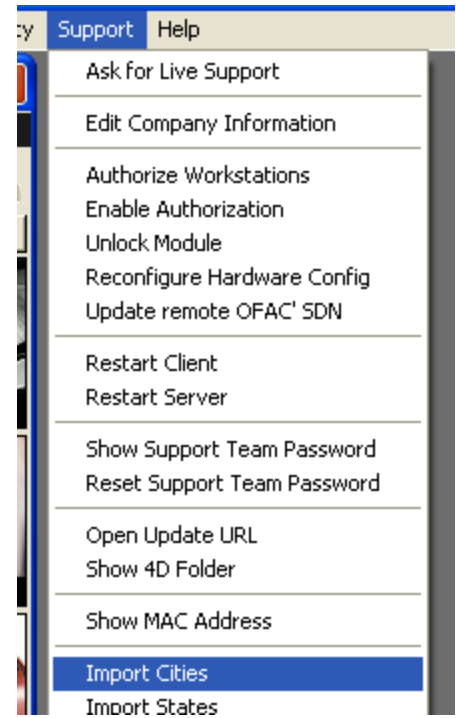 Support Help
Ask for Live Support
Edit Company Information
Authorize Workstations
Enable Authorization
Unlock Module
Reconfigure Hardware Config
Update remote OFAC' SDN
Restart Client
Restart Server
Show Support Team Password
Reset Support Team Password
Open Update URL
Show 4D Folder
Show MAC Address
Import Cities
Import States